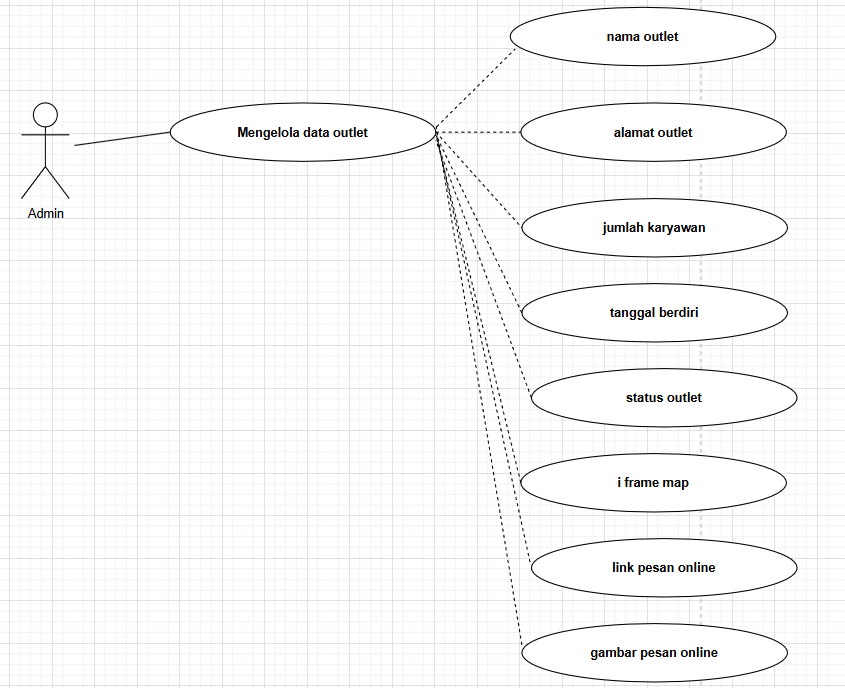 nama outlet
Mengelola data outlet
alamat outlet
Admin
jumlah karyawan
tanggal berdiri
status outlet
i frame map
link pesan online
gambar pesan online